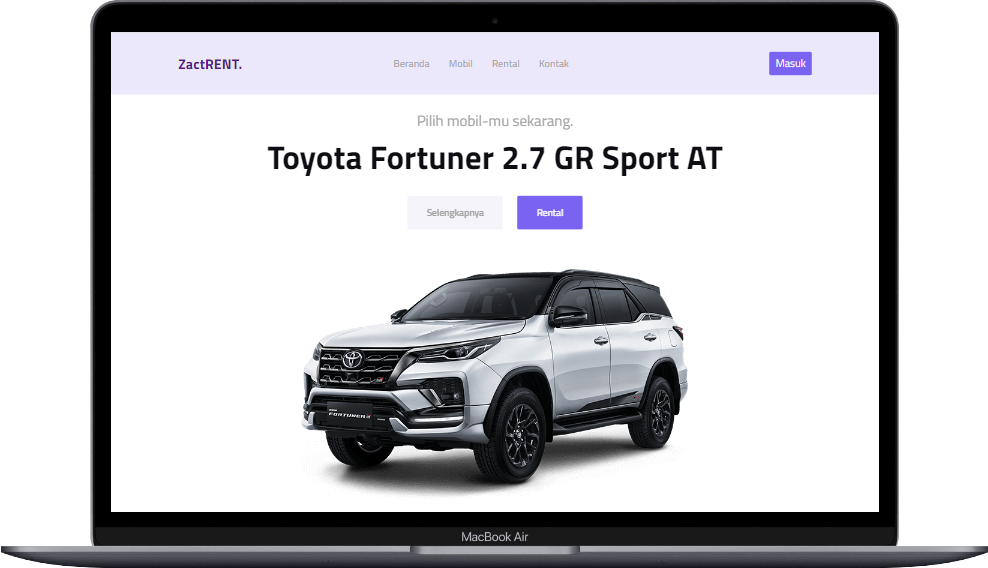 ZactRENT.
Beranda Mobil Rental Kontak
Masuk
Pilih mobil-mu sekarang.
Toyota Fortuner 2.7 GR Sport AT
Selengkapnya Rental
FORTUNER
MacBook Air